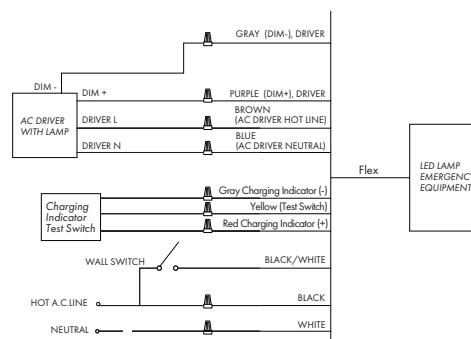 GRAY (DIM-), DRIVER
DIM -
DIM +
PURPLE (DIM+), DRIVER
AC DRIVER
WITH LAMP
DRIVER L
BROWN
(AC DRIVER HOT LINE)
DRIVER N
BLUE
(AC DRIVER NEUTRAL)
Flex
LED LAMP
EMERGENCY
EQUIPMENT
Charging
Indicator
Test Switch
Gray Charging Indicator (-)
Yellow (Test Switch)
Red Charging Indicator (+)
WALL SWITCH
BLACK/WHITE
HOT A.C.LINE
BLACK
NEUTRAL
WHITE